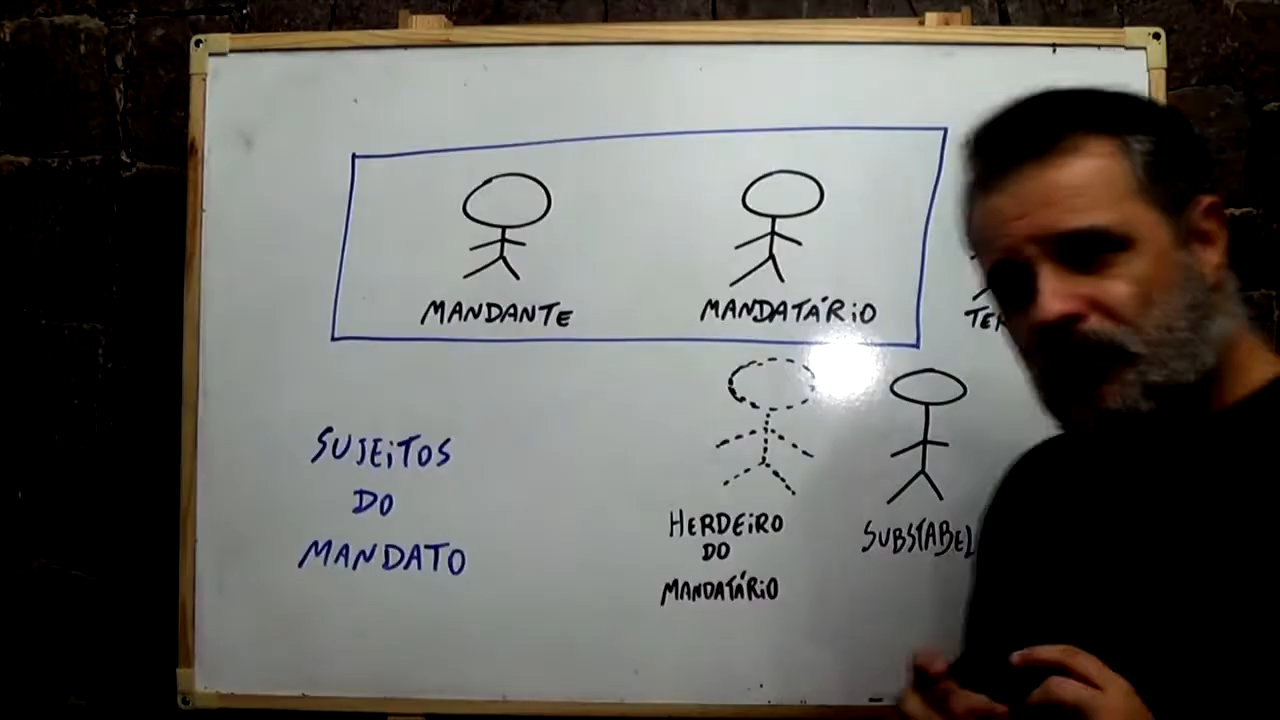 MANDANTE
MANDATÁRiO
SUJEiTOS
DO
MANDATO
HERDEiRO
DO
MANDATÁRiO